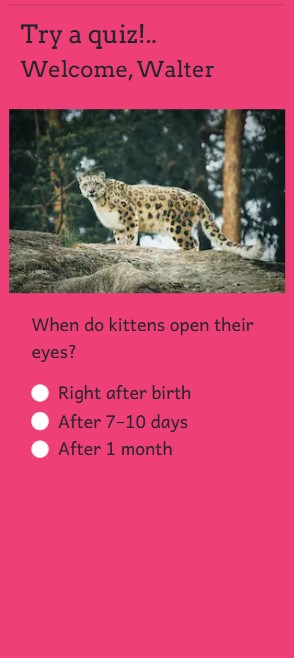 Try a quiz!..
Welcome, Walter
When do kittens open their
eyes?
Right after birth
After 7–10 days
After 1 month